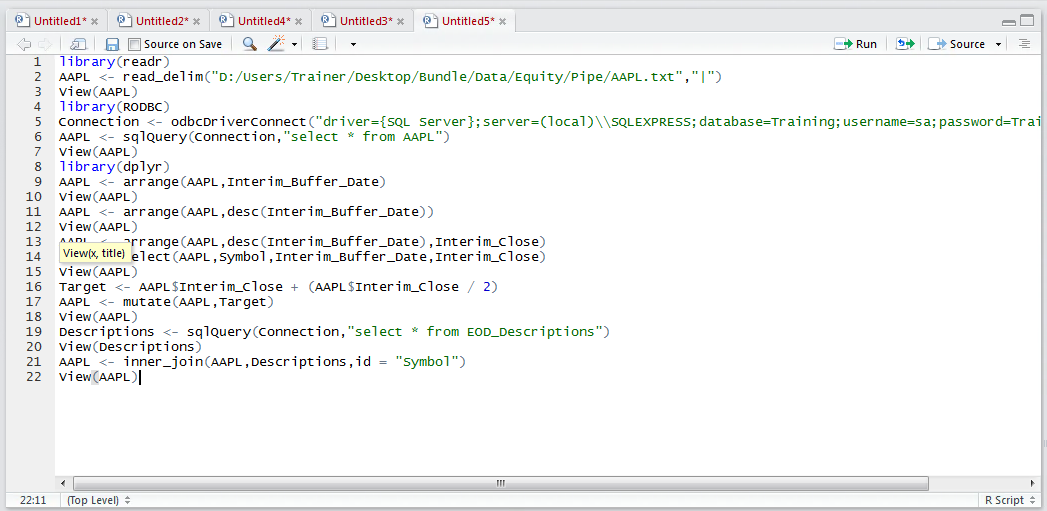 Untitled1* Untitled2* Untitled4* Untitled3* Untitled5*
Source on Save Run Source
1 library(readr)
2 AAPL <- read_delim("D:/Users/Trainer/Desktop/Bundle/Data/Equity/Pipe/AAPL.txt","|")
3 View(AAPL)
4 library(RODBC)
5 Connection <- odbcDriverConnect("driver={SQL Server};server=(local)\\SQLEXPRESS;database=Training;username=sa;password=Trai
6 AAPL <- sqlQuery(Connection,"select * from AAPL")
7 View(AAPL)
8 library(dplyr)
9 AAPL <- arrange(AAPL,Interim_Buffer_Date)
10 View(AAPL)
11 AAPL <- arrange(AAPL,desc(Interim_Buffer_Date))
12 View(AAPL)
13 AAPL <- arrange(AAPL,desc(Interim_Buffer_Date),Interim_Close)
View(x, title)
14 elect(AAPL,Symbol,Interim_Buffer_Date,Interim_Close)
15 View(AAPL)
16 Target <- AAPL$Interim_Close + (AAPL$Interim_Close / 2)
17 AAPL <- mutate(AAPL,Target)
18 View(AAPL)
19 Descriptions <- sqlQuery(Connection,"select * from EOD_Descriptions")
20 View(Descriptions)
21 AAPL <- inner_join(AAPL,Descriptions,id = "Symbol")
22 View(AAPL)
22:11 (Top Level) R Script